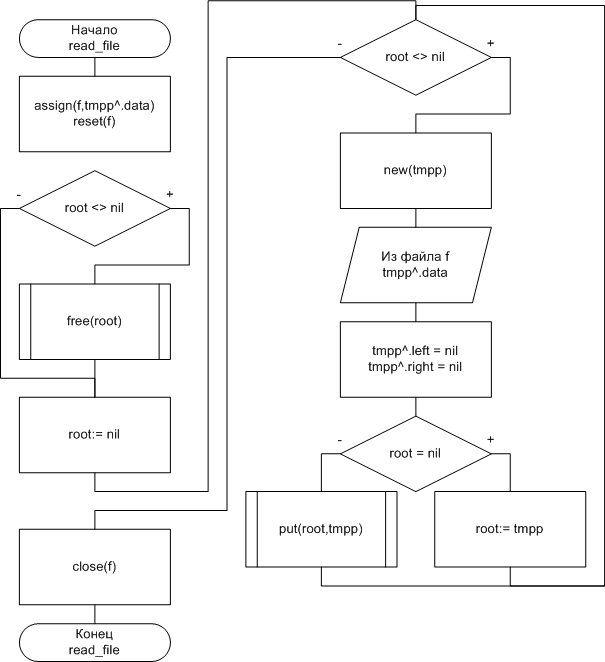 Начало
read_file
assign(f,tmpp^.data)
reset(f)
-
+
root <> nil
free(root)
root:= nil
close(f)
Конец
read_file
-
+
root <> nil
new(tmpp)
Из файла f
tmpp^.data
tmpp^.left = nil
tmpp^.right = nil
-
+
root = nil
put(root,tmpp)
root:= tmpp